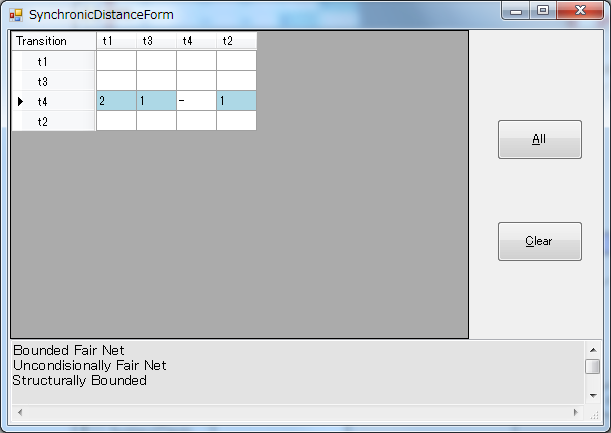 SynchronicDistanceForm
Transition t1 t3 t4 t2
t1
t3
t4 2 1 - 1
t2
All
Clear
Bounded Fair Net
Uncondisionally Fair Net
Structurally Bounded